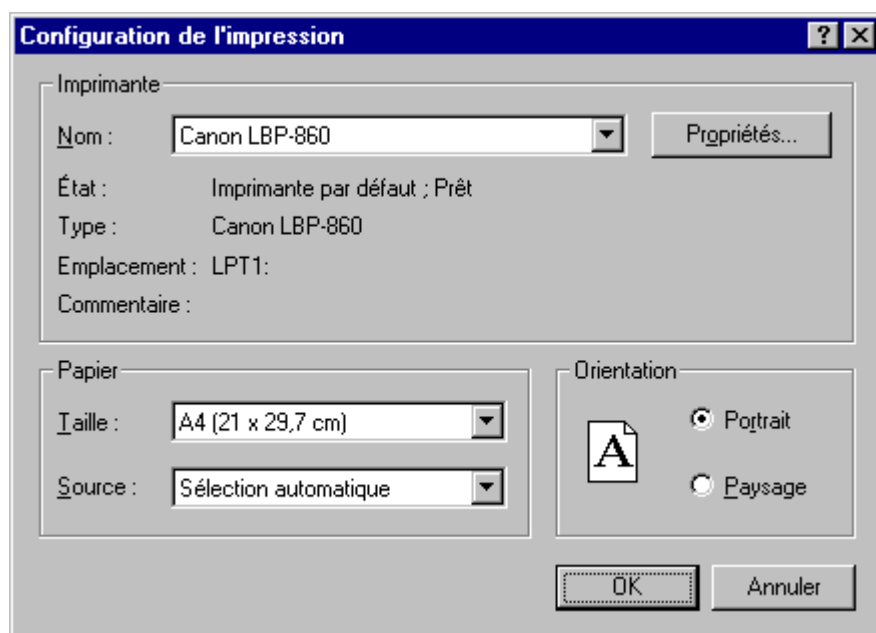 Configuration de l'impression
Imprimante
Nom : Canon LBP-860 Propriétés...
État : Imprimante par défaut ; Prêt
Type : Canon LBP-860
Emplacement : LPT1:
Commentaire :
Papier
Taille : A4 (21 x 29,7 cm)
Source : Sélection automatique
Orientation
A
Portrait
Paysage
OK Annuler